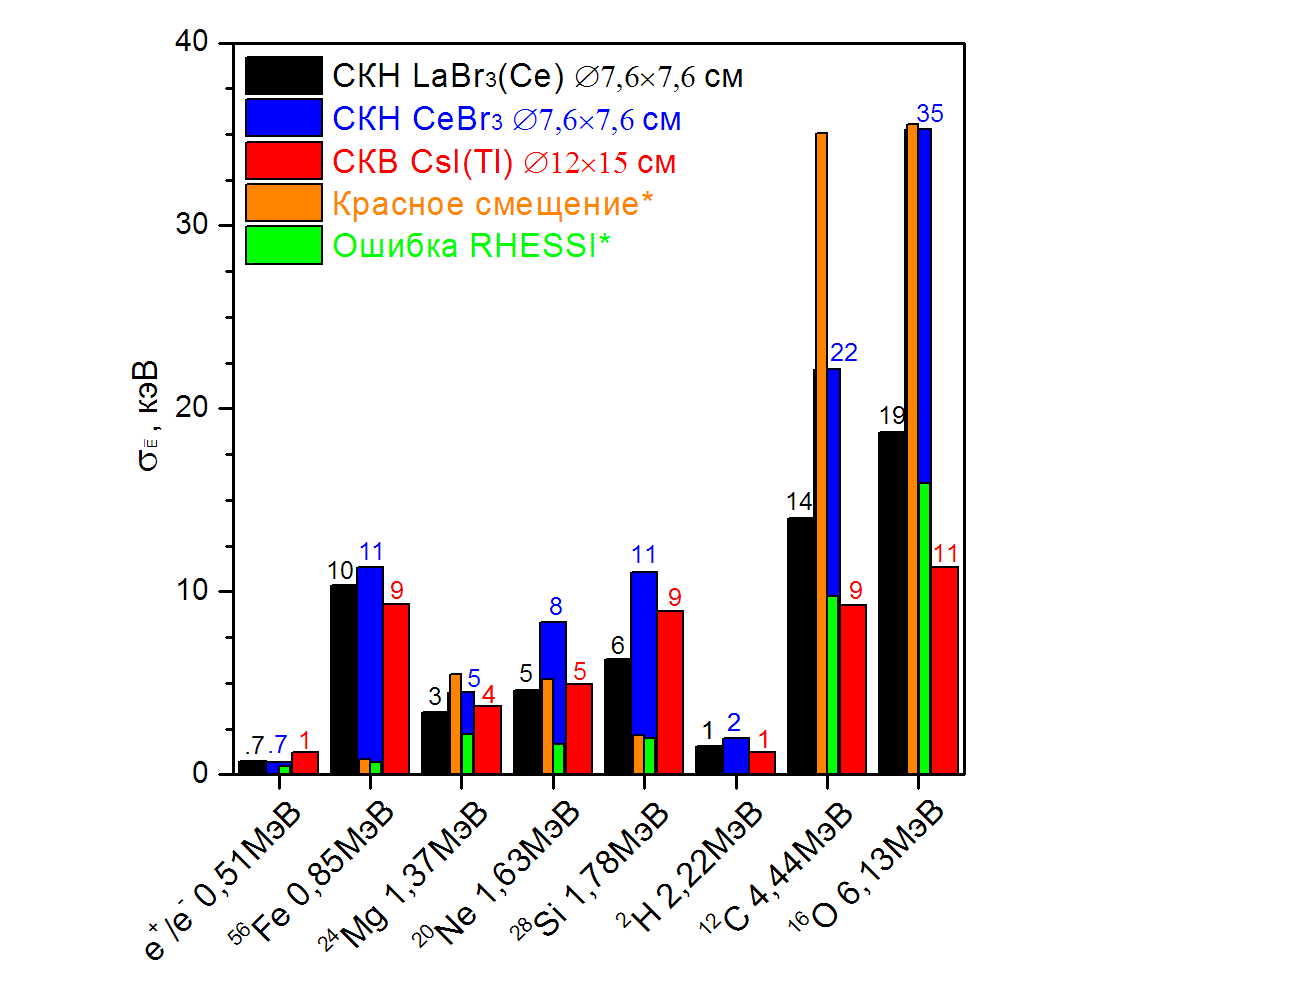 40
30
20
10
0
σE̅ , кэВ
СКН LaBr₃(Ce) ∅7,6×7,6 см
СКН CeBr₃ ∅7,6×7,6 см
СКВ CsI(Tl) ∅12×15 см
Красное смещение*
Ошибка RHESSI*
.7 .7 1
10 11 9
3 5 4
5 8 5
6 11 9
1 2 1
14 22 9
19 35 11
e⁺/e⁻ 0,51МэВ
⁵⁶Fe 0,85МэВ
²⁴Mg 1,37МэВ
²⁰Ne 1,63МэВ
²⁸Si 1,78МэВ
²H 2,22МэВ
¹²C 4,44МэВ
¹⁶O 6,13МэВ